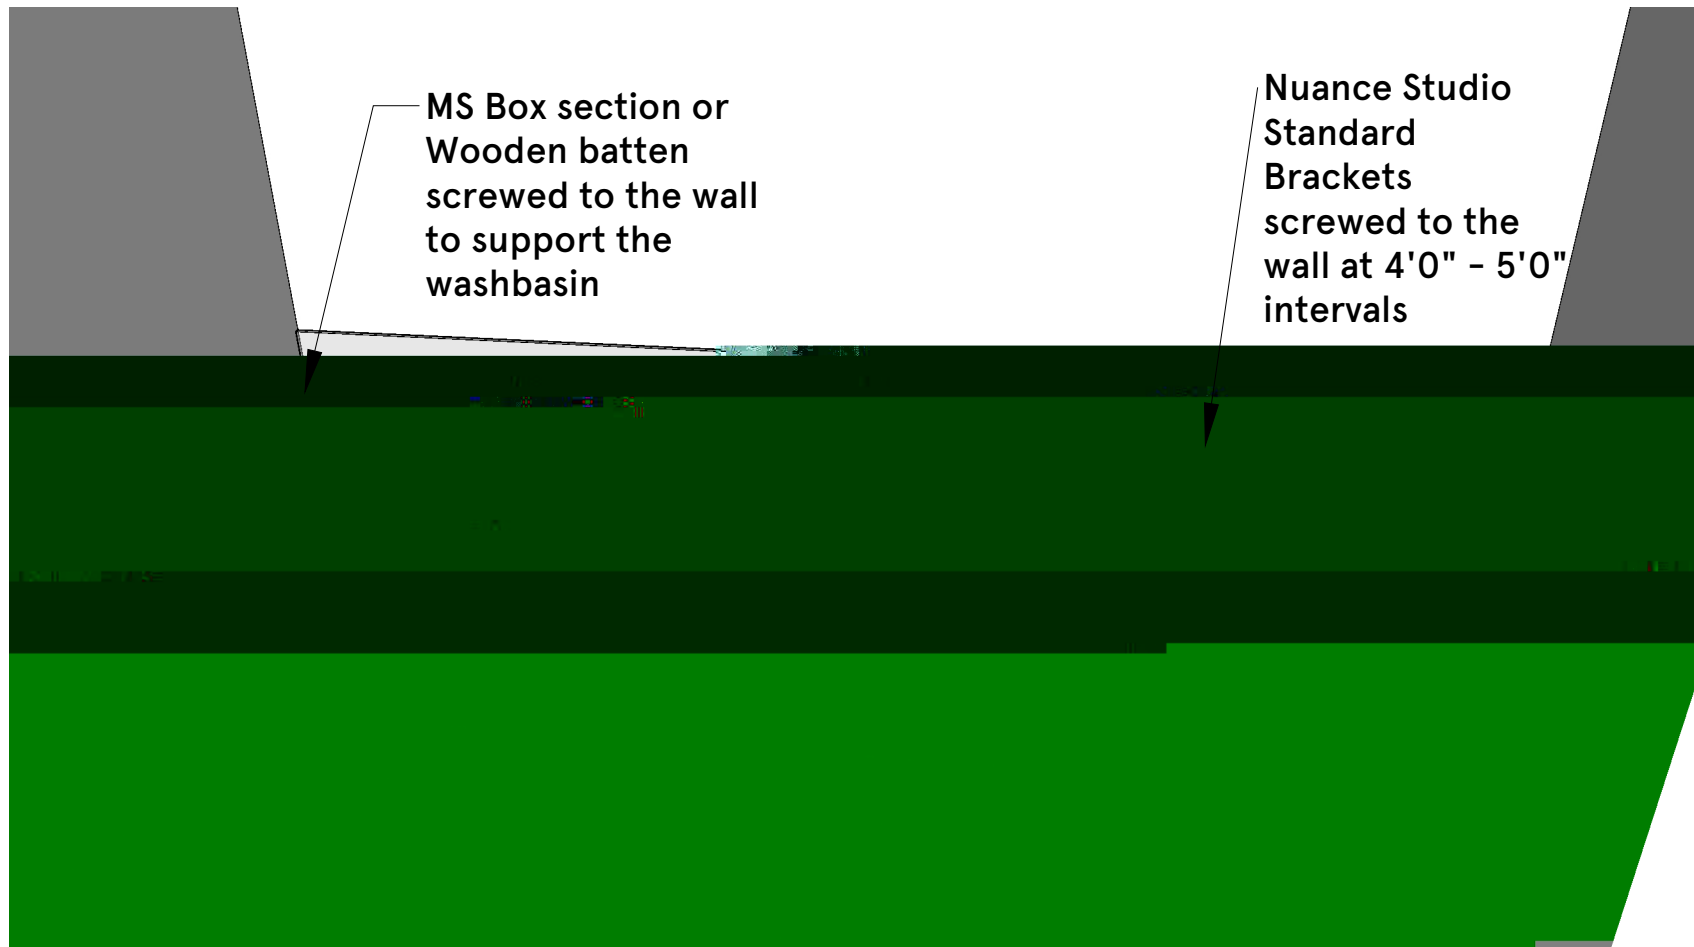 MS Box section or
Wooden batten
screwed to the wall
to support the
washbasin
Nuance Studio
Standard
Brackets
screwed to the
wall at 4'0" - 5'0"
intervals